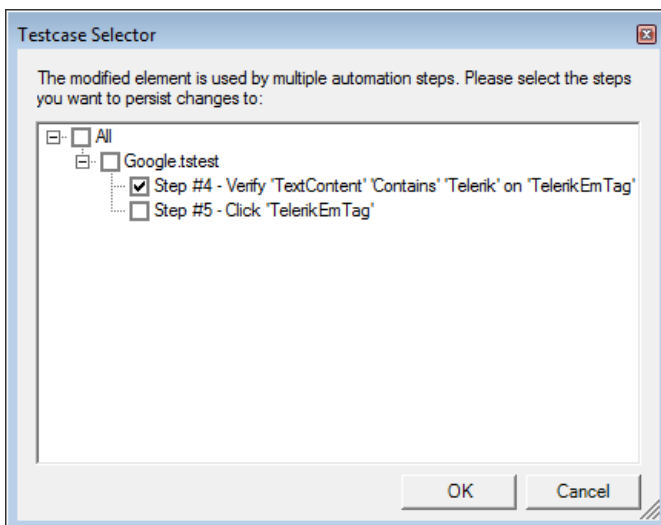 Testcase Selector
The modified element is used by multiple automation steps. Please select the steps
you want to persist changes to:
All
Google.tstest
Step #4 - Verify 'TextContent' 'Contains' 'Telerik' on 'TelerikEmTag'
Step #5 - Click 'TelerikEmTag'
OK Cancel